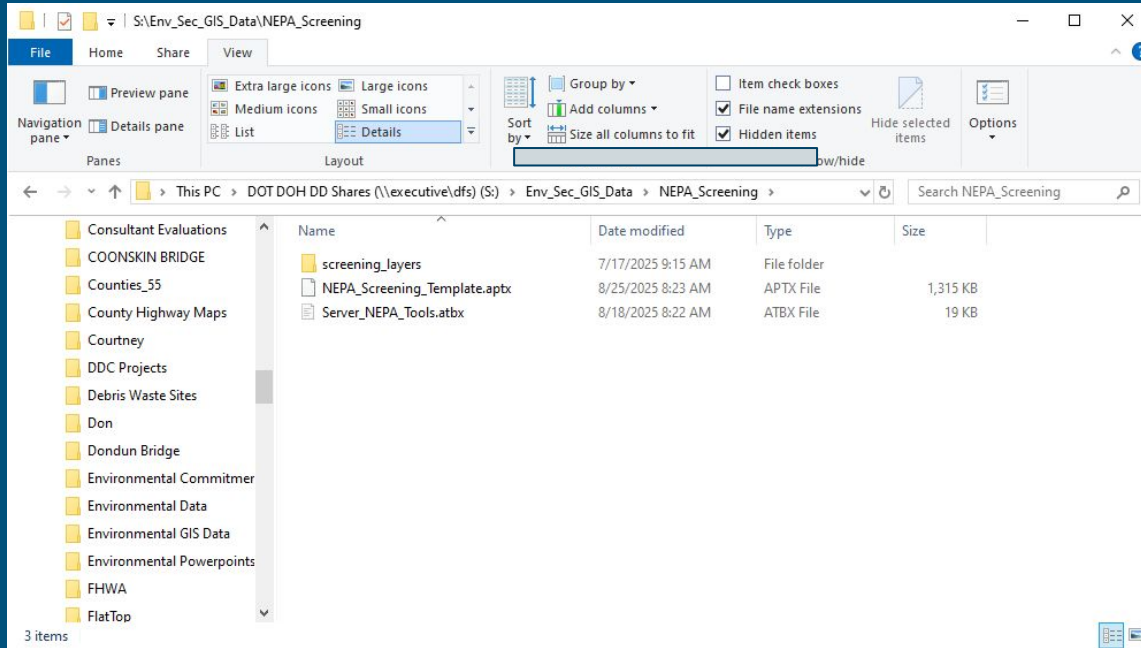 S:\Env_Sec_GIS_Data\NEPA_Screening
File Home Share View
Navigation pane
Preview pane
Details pane
Panes
Extra large icons Large icons
Medium icons Small icons
List Details
Layout
Sort by
Group by
Add columns
Size all columns to fit
Item check boxes
File name extensions
Hidden items
Hide selected items
ow/hide
Options
This PC > DOT DOH DD Shares (\\executive\dfs) (S:) > Env_Sec_GIS_Data > NEPA_Screening >
Search NEPA_Screening
Consultant Evaluations
COONSKIN BRIDGE
Counties_55
County Highway Maps
Courtney
DDC Projects
Debris Waste Sites
Don
Dondun Bridge
Environmental Commitmer
Environmental Data
Environmental GIS Data
Environmental Powerpoints
FHWA
FlatTop
Name Date modified Type Size
screening_layers 7/17/2025 9:15 AM File folder
NEPA_Screening_Template.aptx 8/25/2025 8:23 AM APTX File 1,315 KB
Server_NEPA_Tools.atbx 8/18/2025 8:22 AM ATBX File 19 KB
3 items